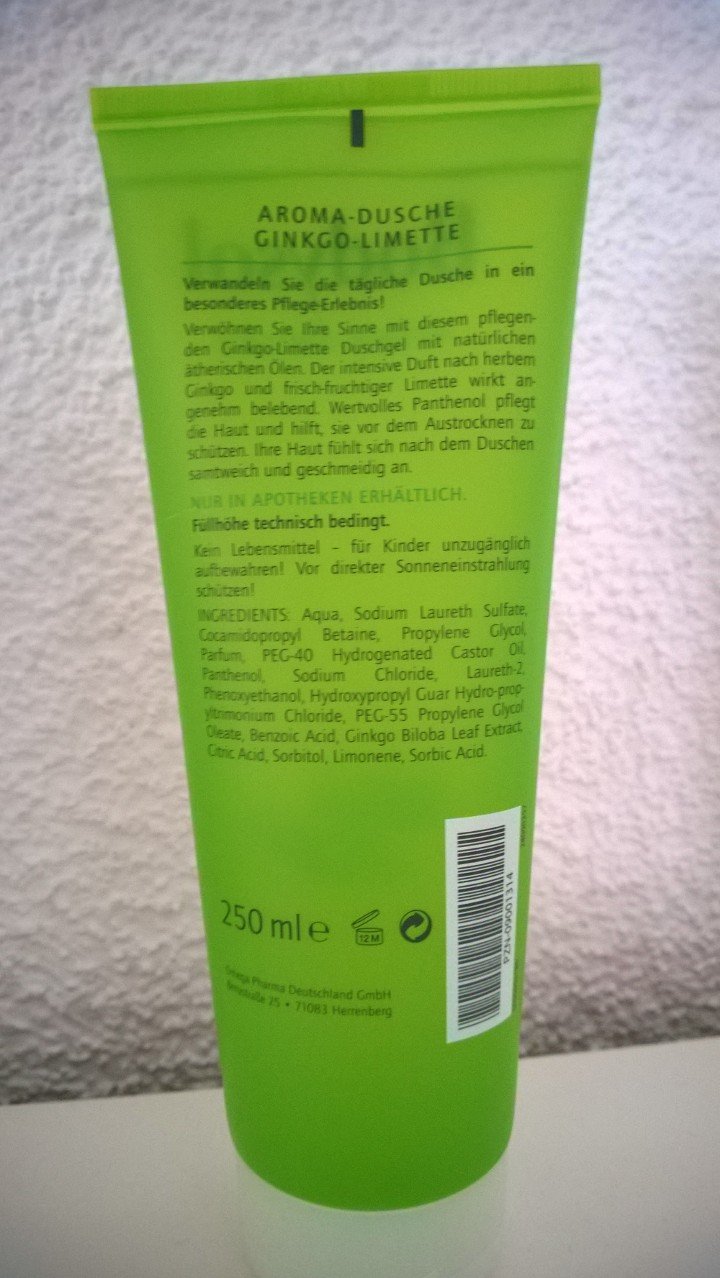 AROMA-DUSCHE
GINKGO-LIMETTE
Verwandeln Sie die tägliche Dusche in ein
besonderes Pflege-Erlebnis!
Verwöhnen Sie Ihre Sinne mit diesem pflegen-
den Ginkgo-Limette Duschgel mit natürlichen
ätherischen Ölen. Der intensive Duft nach herbem
Ginkgo und frisch-fruchtiger Limette wirkt an-
genehm belebend. Wertvolles Panthenol pflegt
die Haut und hilft, sie vor dem Austrocknen zu
schützen. Ihre Haut fühlt sich nach dem Duschen
samtweich und geschmeidig an.
NUR IN APOTHEKEN ERHÄLTLICH.
Füllhöhe technisch bedingt.
Kein Lebensmittel – für Kinder unzugänglich
aufbewahren! Vor direkter Sonneneinstrahlung
schützen!
INGREDIENTS: Aqua, Sodium Laureth Sulfate,
Cocamidopropyl Betaine, Propylene Glycol,
Parfum, PEG-40 Hydrogenated Castor Oil,
Panthenol, Sodium Chloride, Laureth-2,
Phenoxyethanol, Hydroxypropyl Guar Hydro-prop-
yltrimonium Chloride, PEG-55 Propylene Glycol
Oleate, Benzoic Acid, Ginkgo Biloba Leaf Extract,
Citric Acid, Sorbitol, Limonene, Sorbic Acid.
250 ml e
12 M
PZN-09001314
Omega Pharma Deutschland GmbH
25 • 71083 Herrenberg